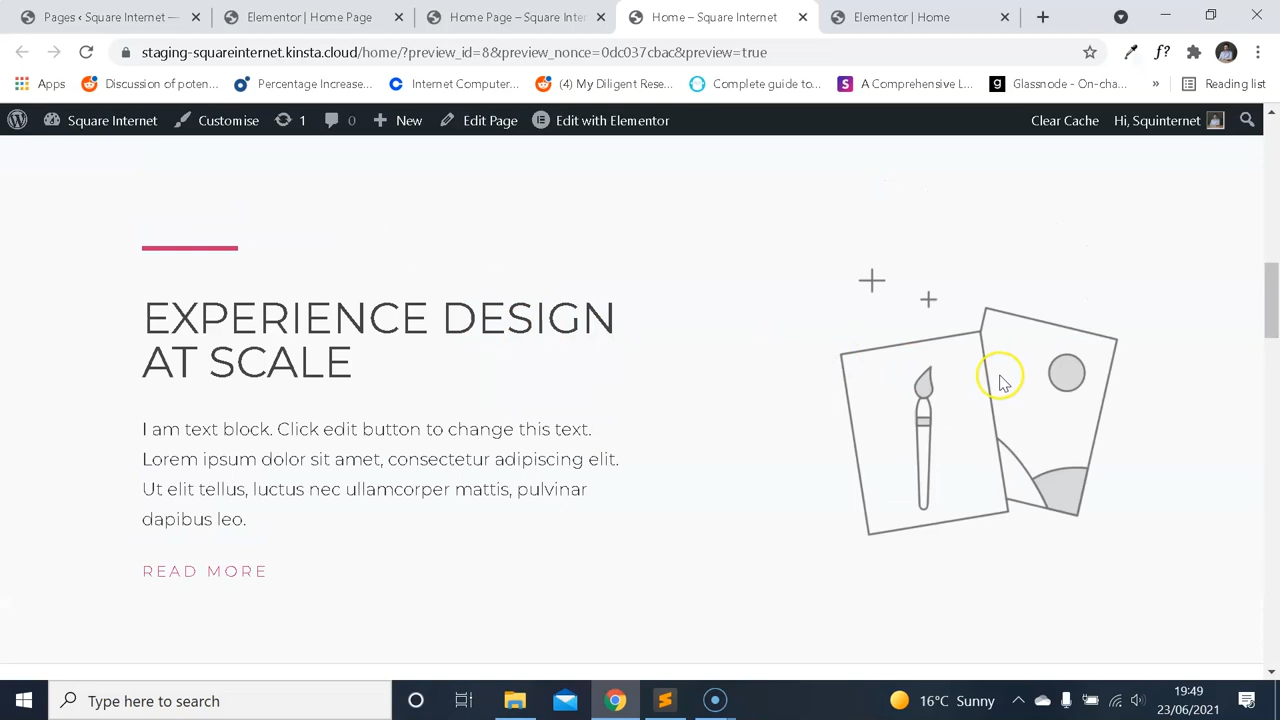 Pages ‹ Square Internet —
Elementor | Home Page
Home Page – Square Inte
Home – Square Internet
Elementor | Home
staging-squareinternet.kinsta.cloud/home/?preview_id=8&preview_nonce=0dc037cbac&preview=true
f?
Apps
Discussion of poten...
Percentage Increase...
Internet Computer...
(4) My Diligent Rese...
Complete guide to...
A Comprehensive L...
Glassnode - On-cha...
»
Reading list
Square Internet
Customise
1
0
New
Edit Page
Edit with Elementor
Clear Cache
Hi, Squinternet
EXPERIENCE DESIGN
AT SCALE
I am text block. Click edit button to change this text.
Lorem ipsum dolor sit amet, consectetur adipiscing elit.
Ut elit tellus, luctus nec ullamcorper mattis, pulvinar
dapibus leo.
READ MORE
Type here to search
16°C Sunny
19:49
23/06/2021